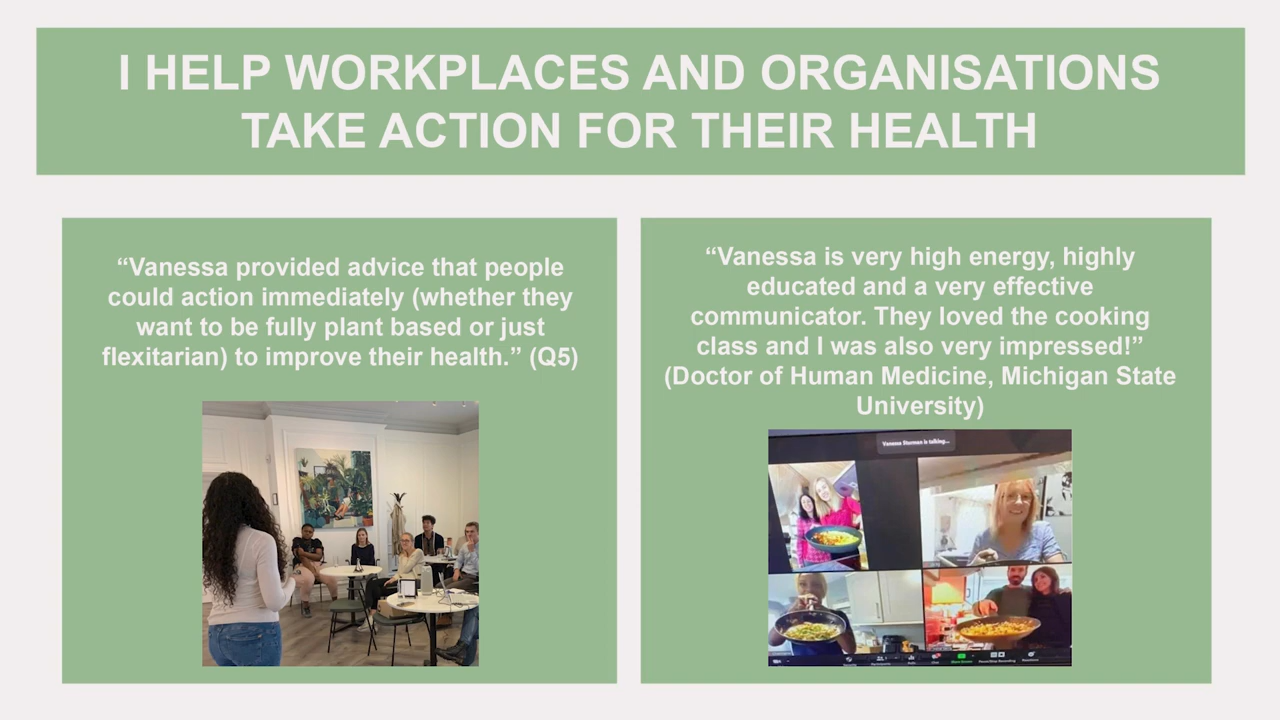 I HELP WORKPLACES AND ORGANISATIONS
TAKE ACTION FOR THEIR HEALTH
“Vanessa provided advice that people
could action immediately (whether they
want to be fully plant based or just
flexitarian) to improve their health.” (Q5)
“Vanessa is very high energy, highly
educated and a very effective
communicator. They loved the cooking
class and I was also very impressed!”
(Doctor of Human Medicine, Michigan State
University)
Vanessa Sturman is talking...